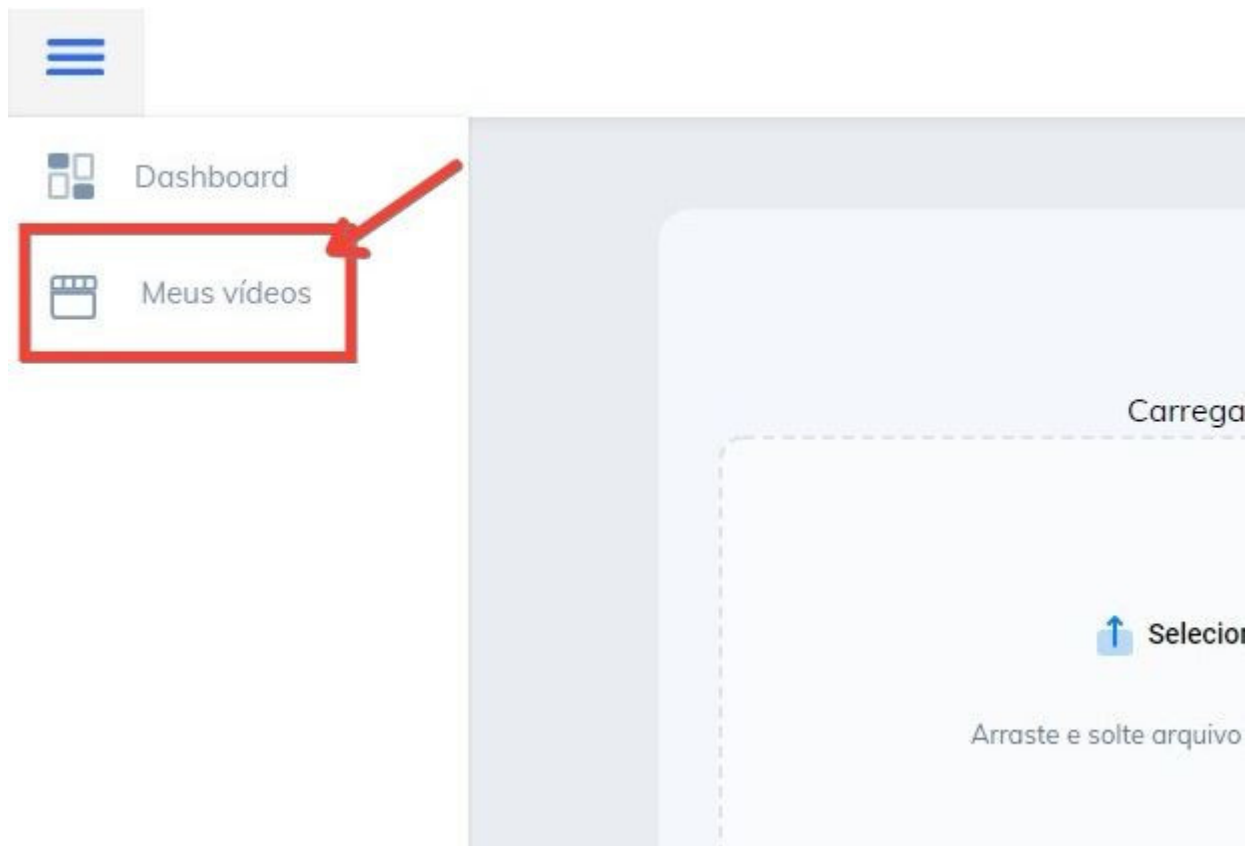 Dashboard
Meus vídeos
Carrega
Selecion
Arraste e solte arquivo